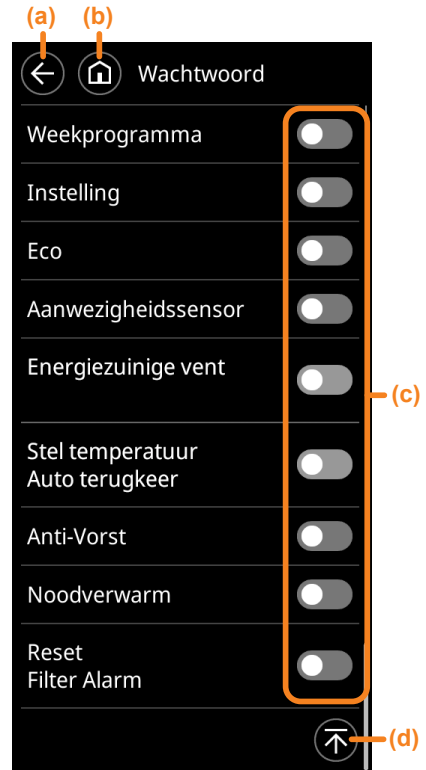 (a)
(b)
Wachtwoord
Weekprogramma
Instelling
Eco
Aanwezigheidssensor
Energiezuinige vent
(c)
Stel temperatuur
Auto terugkeer
Anti-Vorst
Noodverwarm
Reset
Filter Alarm
(d)